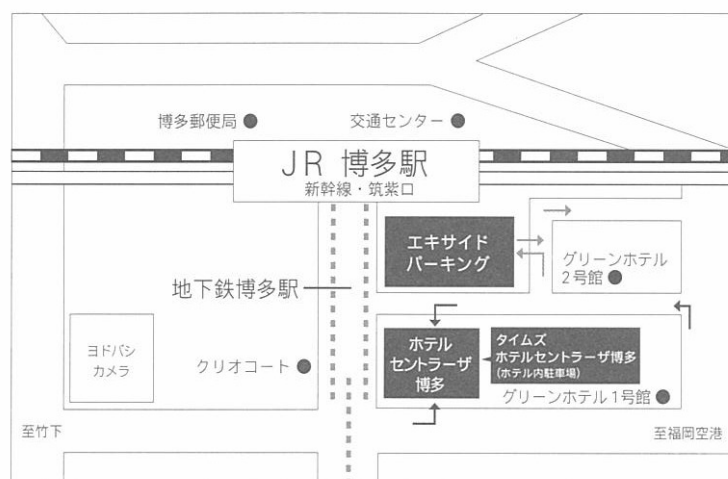 博多郵便局
交通センター
JR 博多駅
新幹線・筑紫口
エキサイド
パーキング
グリーンホテル
2号館
地下鉄博多駅
ヨドバシ
カメラ
クリオコート
ホテル
セントラーザ
博多
タイムズ
ホテルセントラーザ博多
(ホテル内駐車場)
グリーンホテル1号館
至竹下
至福岡空港